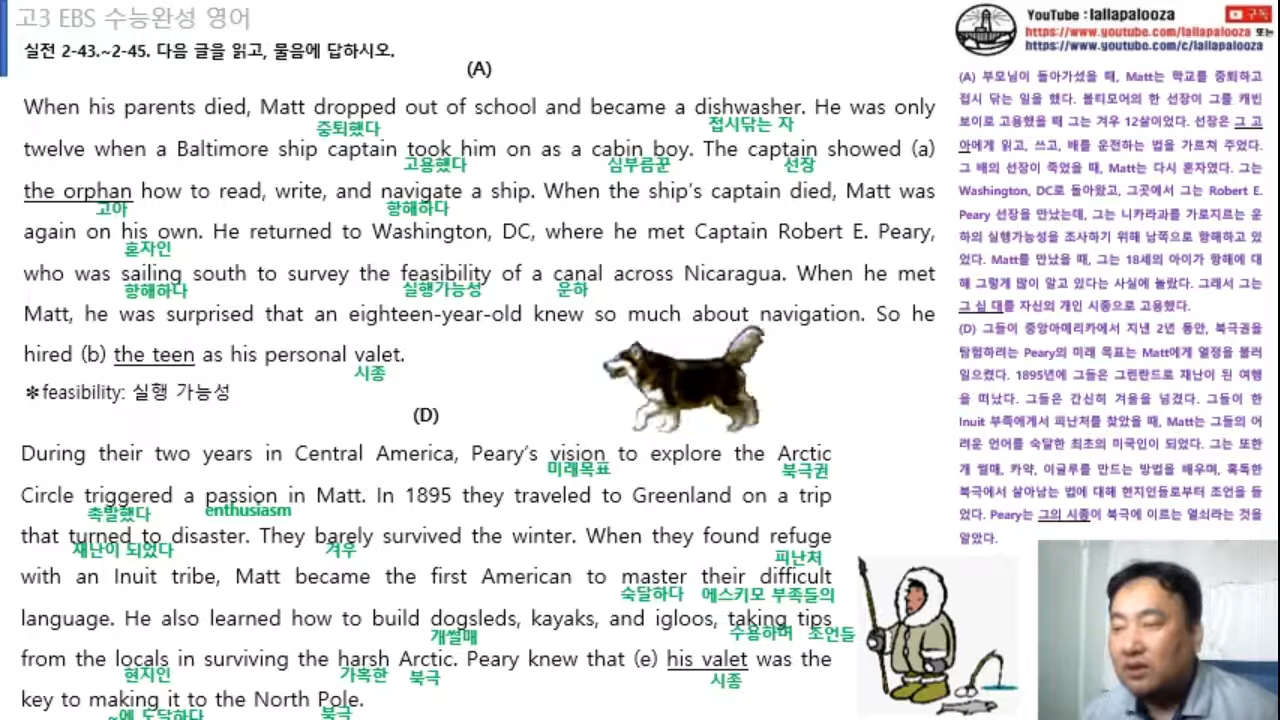 고3 EBS 수능완성 영어
실전 2-43.~2-45. 다음 글을 읽고, 물음에 답하시오.
(A)
When his parents died, Matt dropped out of school and became a dishwasher. He was only
중퇴했다 접시닦는 자
twelve when a Baltimore ship captain took him on as a cabin boy. The captain showed (a)
고용했다 심부름꾼 선장
the orphan how to read, write, and navigate a ship. When the ship's captain died, Matt was
고아 항해하다
again on his own. He returned to Washington, DC, where he met Captain Robert E. Peary,
혼자인
who was sailing south to survey the feasibility of a canal across Nicaragua. When he met
항해하다 실행가능성 운하
Matt, he was surprised that an eighteen-year-old knew so much about navigation. So he
hired (b) the teen as his personal valet.
시종
✻feasibility: 실행 가능성
(D)
During their two years in Central America, Peary's vision to explore the Arctic
미래목표 북극권
Circle triggered a passion in Matt. In 1895 they traveled to Greenland on a trip
촉발했다 enthusiasm
that turned to disaster. They barely survived the winter. When they found refuge
재난이 되었다 겨우 피난처
with an Inuit tribe, Matt became the first American to master their difficult
숙달하다 에스키모 부족들의
language. He also learned how to build dogsleds, kayaks, and igloos, taking tips
개썰매 수용하며 조언들
from the locals in surviving the harsh Arctic. Peary knew that (e) his valet was the
현지인 가혹한 북극 시종
key to making it to the North Pole.
~에 도달하다 북극
YouTube : lallapalooza
구독
https://www.youtube.com/lallapalooza 또는
https://www.youtube.com/c/lallapalooza
(A) 부모님이 돌아가셨을 때, Matt는 학교를 중퇴하고
접시 닦는 일을 했다. 볼티모어의 한 선장이 그를 캐빈
보이로 고용했을 때 그는 겨우 12살이었다. 선장은 그 고
아에게 읽고, 쓰고, 배를 운전하는 법을 가르쳐 주었다.
그 배의 선장이 죽었을 때, Matt는 다시 혼자였다. 그는
Washington, DC로 돌아왔고, 그곳에서 그는 Robert E.
Peary 선장을 만났는데, 그는 니카라과를 가로지르는 운
하의 실행가능성을 조사하기 위해 남쪽으로 항해하고 있
었다. Matt를 만났을 때, 그는 18세의 아이가 항해에 대
해 그렇게 많이 알고 있다는 사실에 놀랐다. 그래서 그는
그 십 대를 자신의 개인 시종으로 고용했다.
(D) 그들이 중앙아메리카에서 지낸 2년 동안, 북극권을
탐험하려는 Peary의 미래 목표는 Matt에게 열정을 불러
일으켰다. 1895년에 그들은 그린란드로 재난이 된 여행
을 떠났다. 그들은 간신히 겨울을 넘겼다. 그들이 한
Inuit 부족에게서 피난처를 찾았을 때, Matt는 그들의 어
려운 언어를 숙달한 최초의 미국인이 되었다. 그는 또한
개 썰매, 카약, 이글루를 만드는 방법을 배우며, 혹독한
북극에서 살아남는 법에 대해 현지인들로부터 조언을 들
었다. Peary는 그의 시종이 북극에 이르는 열쇠라는 것을
알았다.